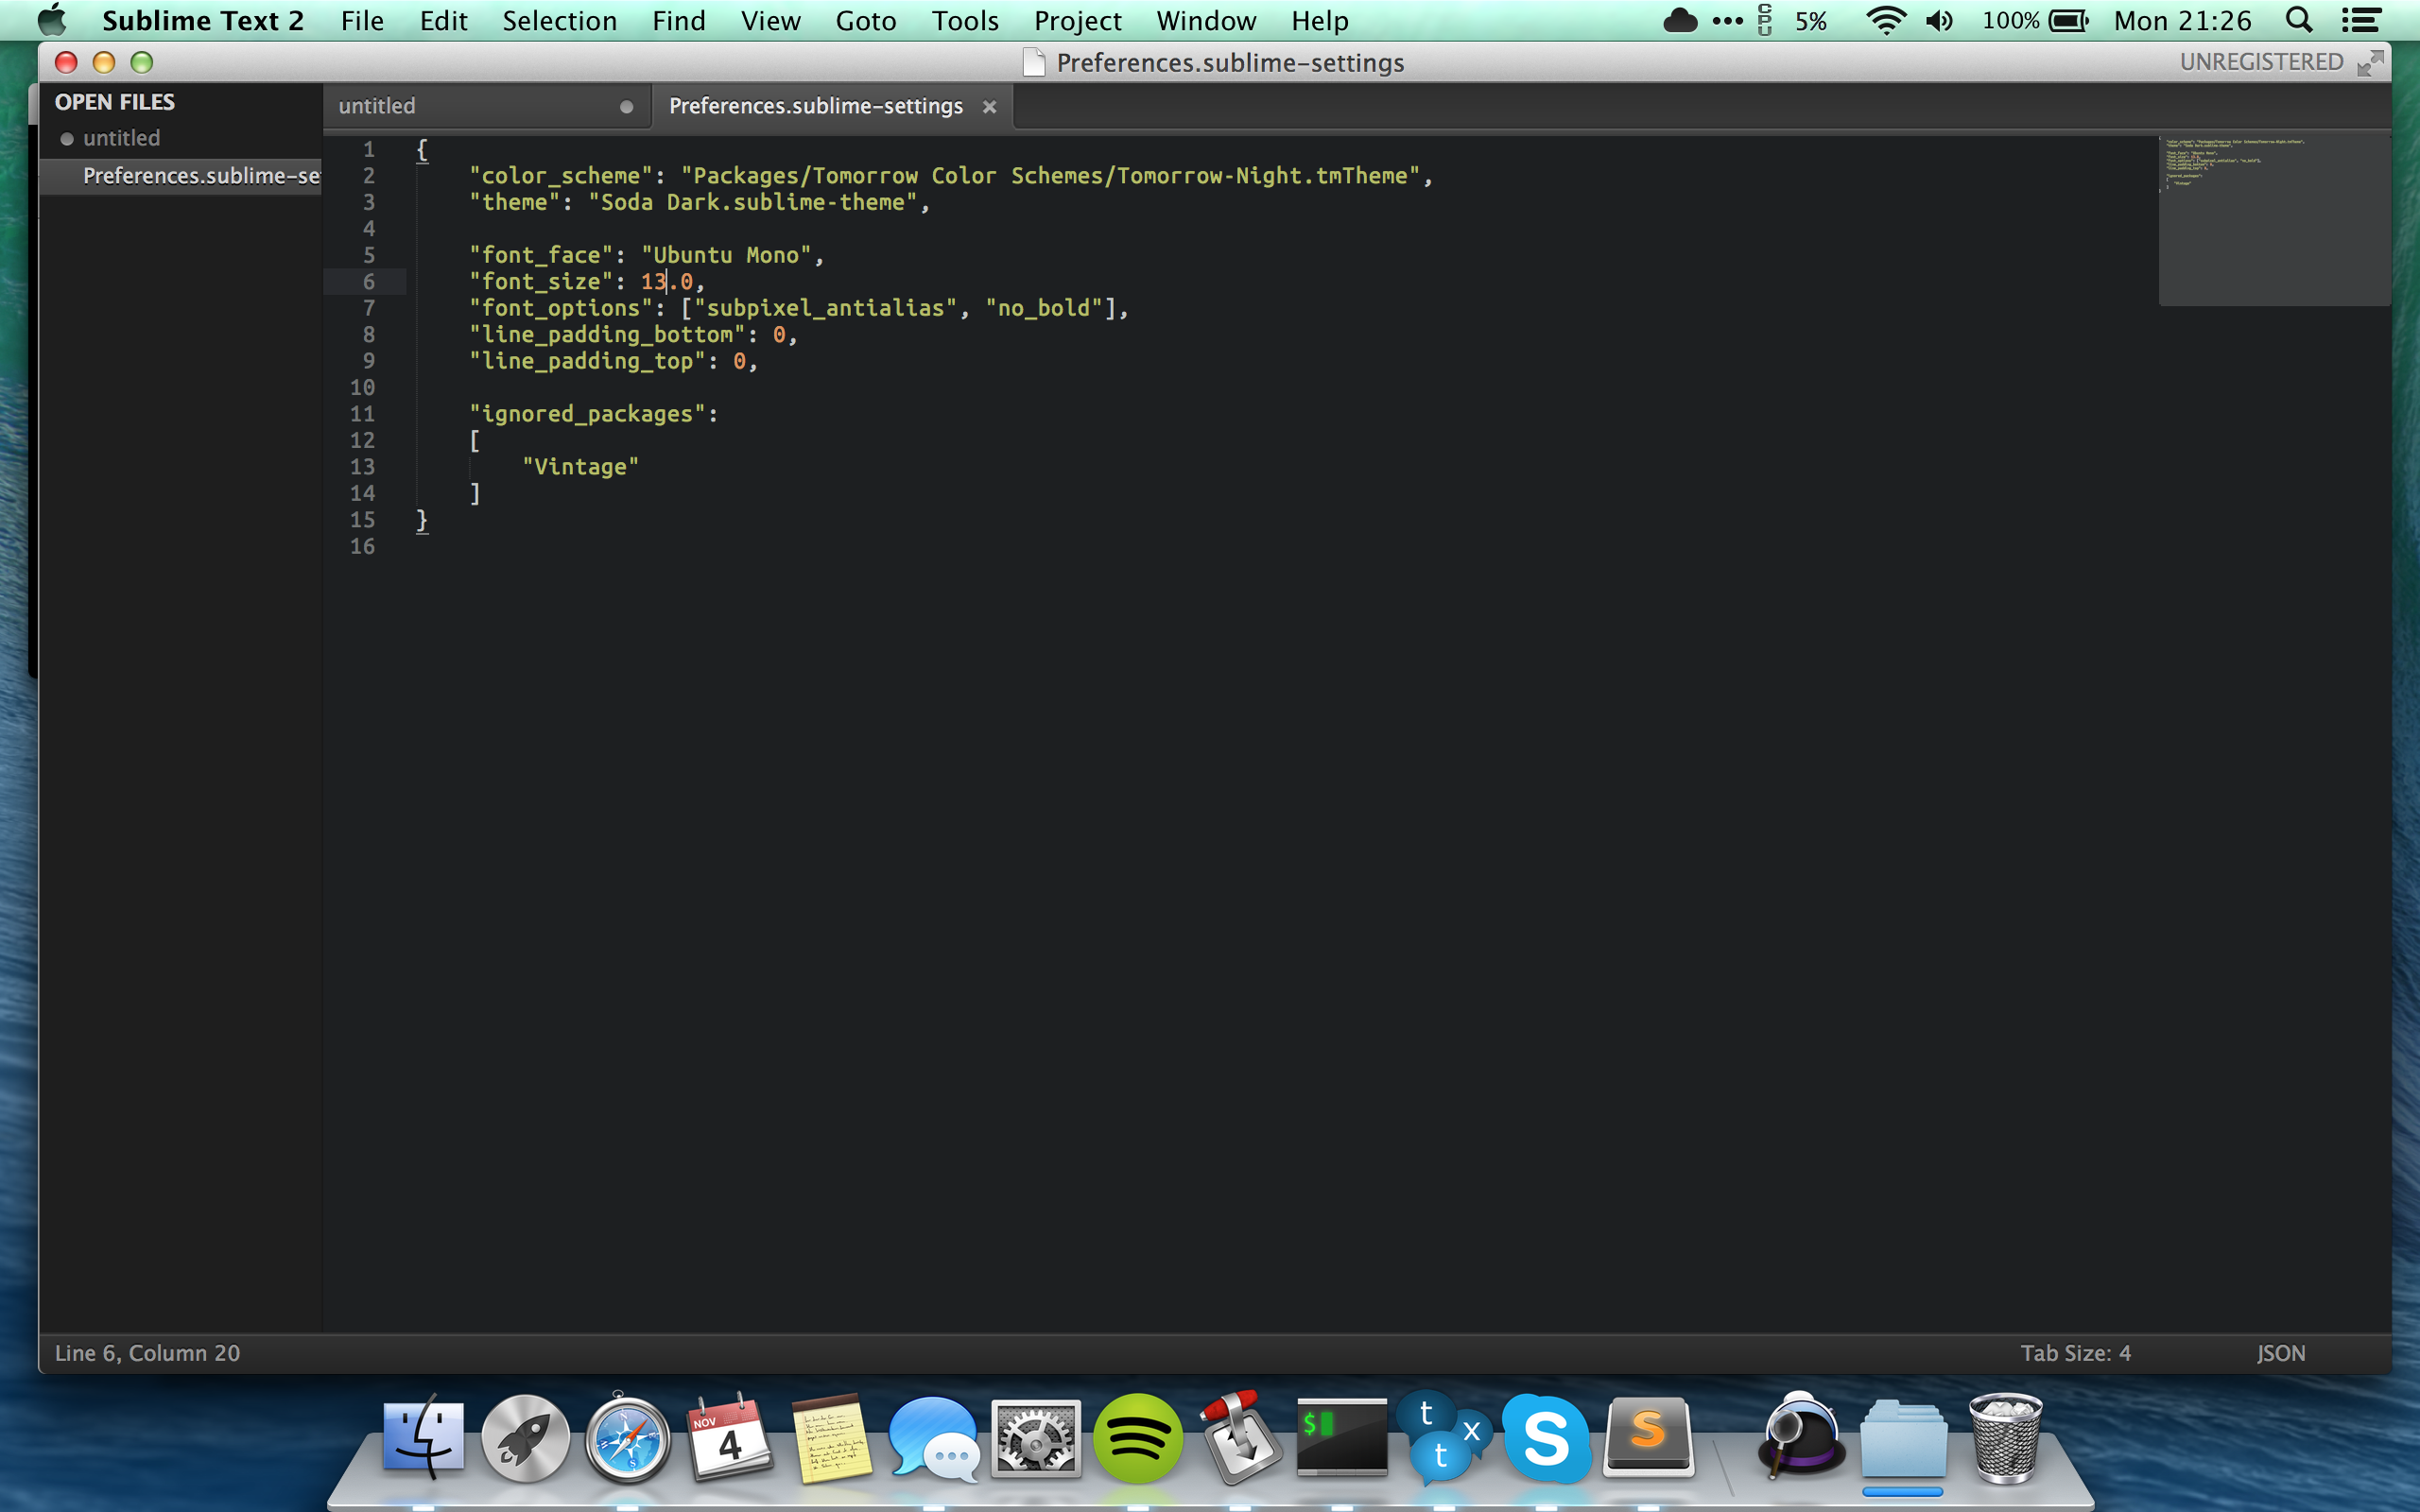 Sublime Text 2 File Edit Selection Find View Goto Tools Project Window Help CPU 5% 100% Mon 21:26
Preferences.sublime-settings UNREGISTERED
OPEN FILES
untitled
Preferences.sublime-se
untitled Preferences.sublime-settings
1 {
2 "color_scheme": "Packages/Tomorrow Color Schemes/Tomorrow-Night.tmTheme",
3 "theme": "Soda Dark.sublime-theme",
4
5 "font_face": "Ubuntu Mono",
6 "font_size": 13.0,
7 "font_options": ["subpixel_antialias", "no_bold"],
8 "line_padding_bottom": 0,
9 "line_padding_top": 0,
10
11 "ignored_packages":
12 [
13 "Vintage"
14 ]
15 }
16
Line 6, Column 20 Tab Size: 4 JSON
NOV
4
$
t
x
t
S
S